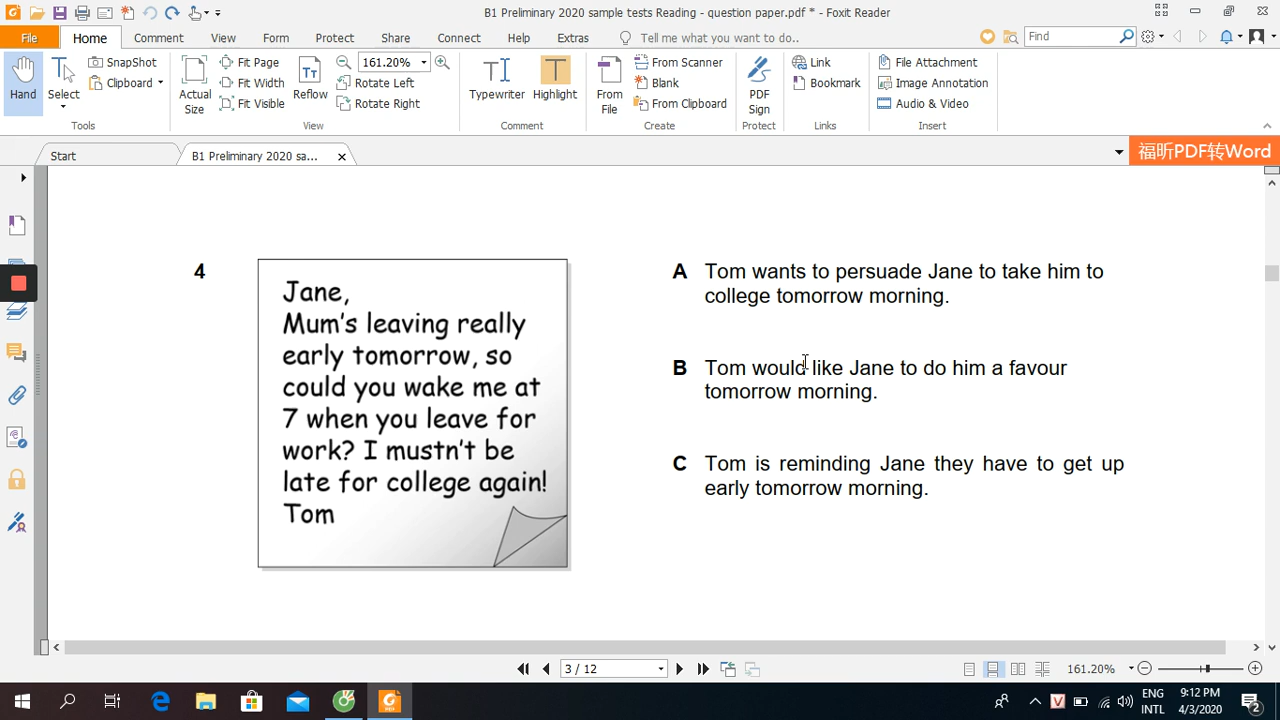 B1 Preliminary 2020 sample tests Reading - question paper.pdf * - Foxit Reader
File Home Comment View Form Protect Share Connect Help Extras Tell me what you want to do.. Find
Hand
Select
SnapShot
Clipboard
Tools
Actual
Size
Fit Page
Fit Width
Fit Visible
Reflow
161.20%
Rotate Left
Rotate Right
View
Typewriter
Highlight
Comment
From
File
From Scanner
Blank
From Clipboard
Create
PDF
Sign
Protect
Link
Bookmark
Links
File Attachment
Image Annotation
Audio & Video
Insert
Start
B1 Preliminary 2020 sa...
福昕PDF转Word
4
Jane,
Mum's leaving really
early tomorrow, so
could you wake me at
7 when you leave for
work? I mustn't be
late for college again!
Tom
A Tom wants to persuade Jane to take him to
college tomorrow morning.
B Tom would like Jane to do him a favour
tomorrow morning.
C Tom is reminding Jane they have to get up
early tomorrow morning.
3 / 12
161.20%
ENG
INTL
9:12 PM
4/3/2020
2